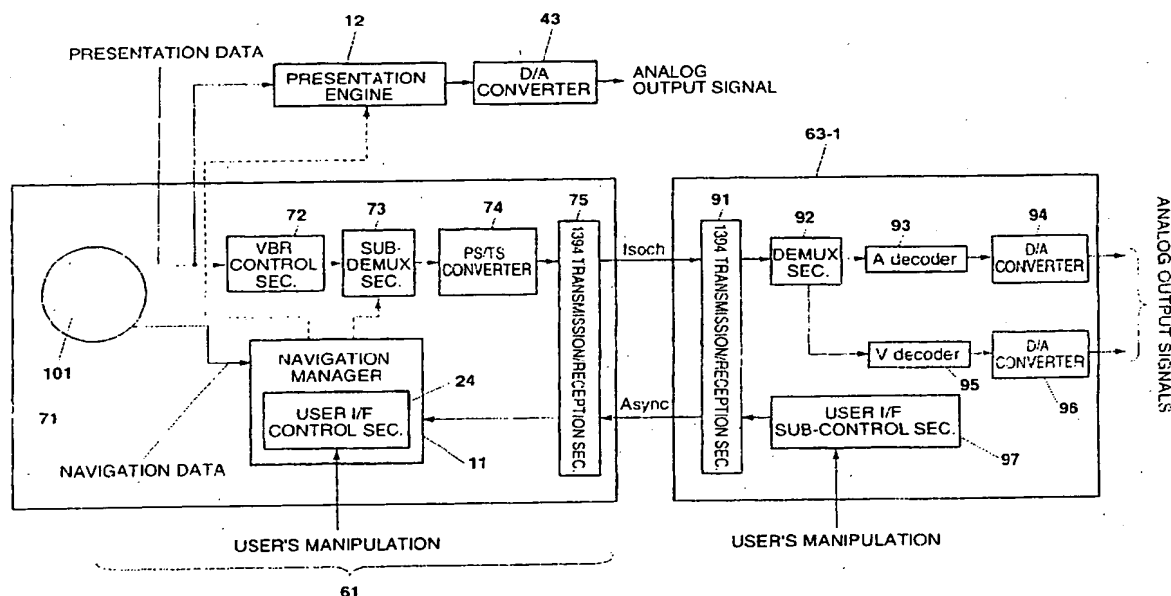 12
43
PRESENTATION DATA
PRESENTATION
ENGINE
D/A
CONVERTER
ANALOG
OUTPUT SIGNAL
63-1
72
73
74
75
VBR
CONTROL
SEC.
SUB-
DEMUX
SEC.
PS/TS
CONVERTER
1394 TRANSMISSION/RECEPTION SEC.
Isoch
91
92
93
94
1394 TRANSMISSION/RECEPTION SEC.
DEMUX
SEC.
A decoder
D/A
CONVERTER
ANALOG OUTPUT SIGNALS
101
71
NAVIGATION
MANAGER
24
USER I/F
CONTROL SEC.
11
NAVIGATION DATA
Async
V decoder
95
D/A
CONVERTER
96
USER I/F
SUB-CONTROL SEC.
97
USER'S MANIPULATION
61
USER'S MANIPULATION